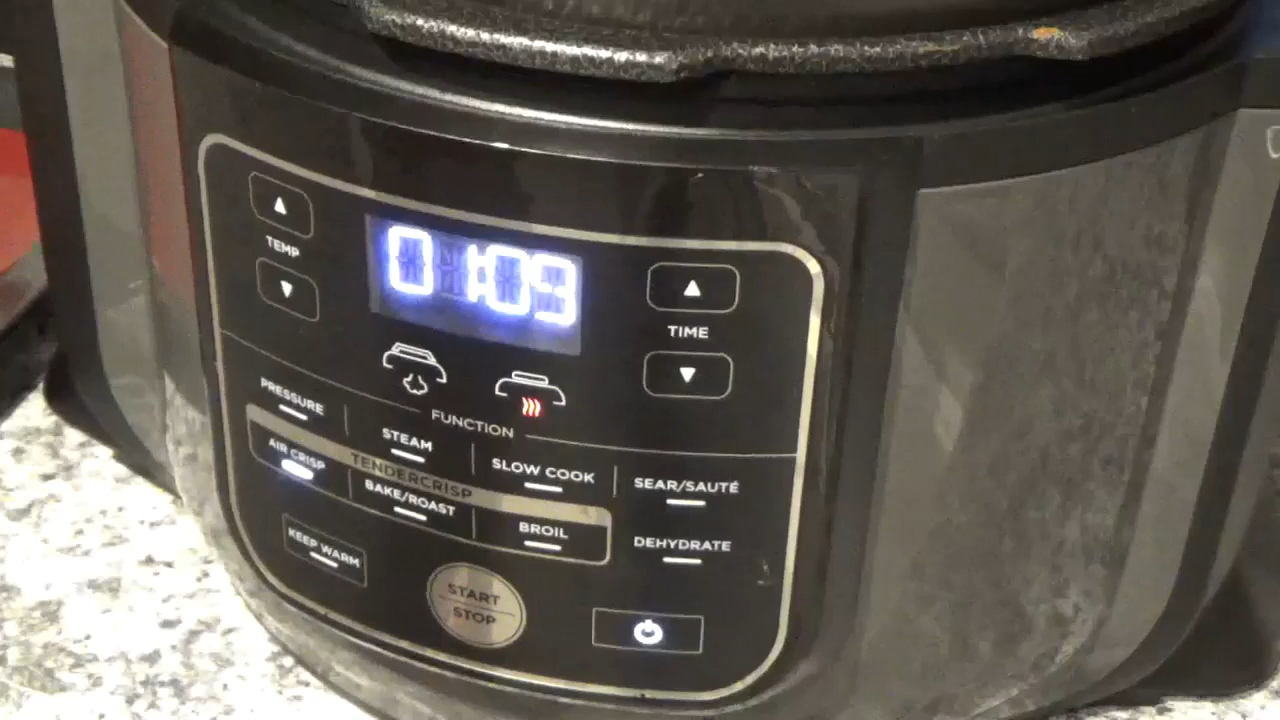 01:09
TEMP
TIME
FUNCTION
PRESSURE
STEAM
SLOW COOK
SEAR/SAUTÉ
TENDERCRISP
AIR CRISP
BAKE/ROAST
BROIL
DEHYDRATE
KEEP WARM
START
STOP